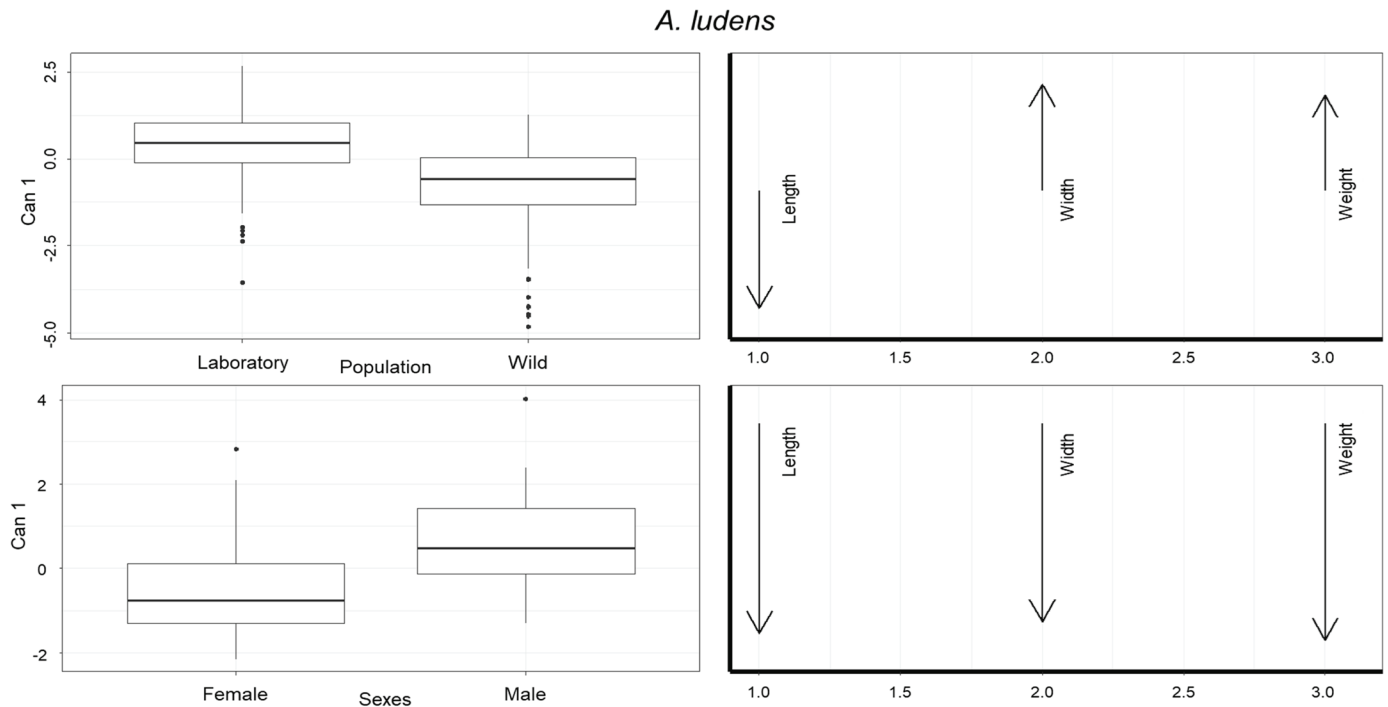 A. ludens
2.5
0.0
-2.5
-5.0
Can 1
Laboratory Population Wild
Length
Width
Weight
1.0 1.5 2.0 2.5 3.0
4
2
0
-2
Can 1
Female Sexes Male
Length
Width
Weight
1.0 1.5 2.0 2.5 3.0